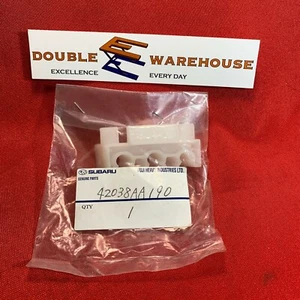 DOUBLE WAREHOUSE
EXCELLENCE EVERY DAY
SUBARU FUJI HEAVY INDUSTRIES LTD.
GENUINE PARTS
42038AA190
QTY. 1